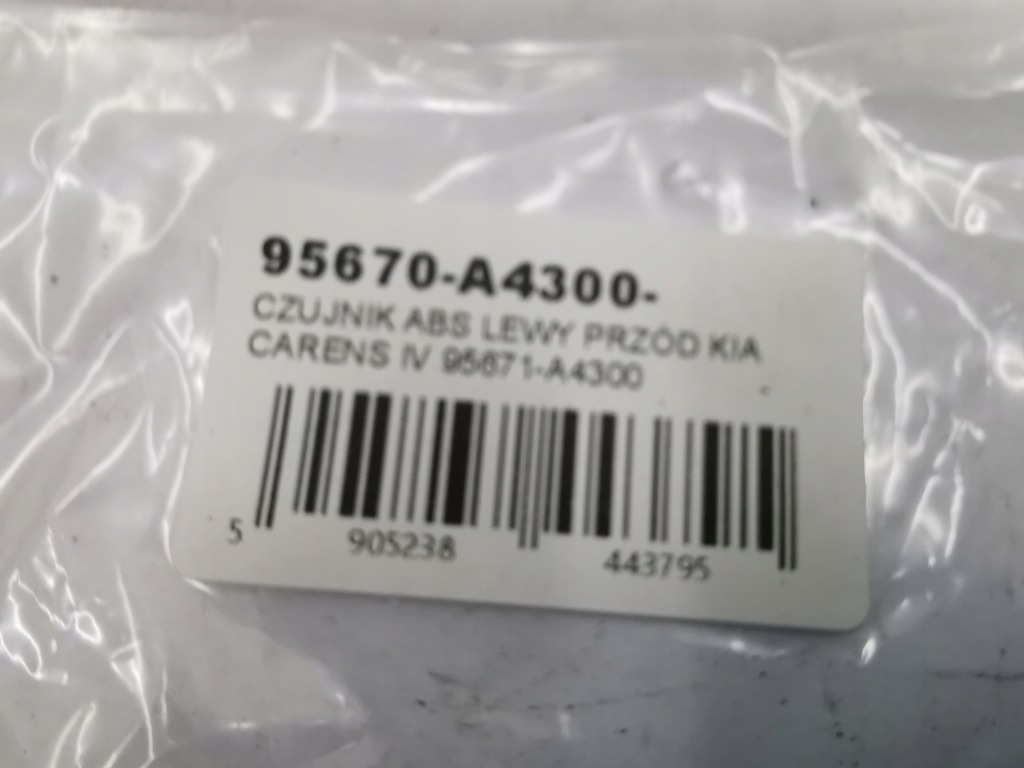 95670-A4300-
CZUJNIK ABS LEWY PRZÓD KIA
CARENS IV 95671-A4300
5 905238 443795